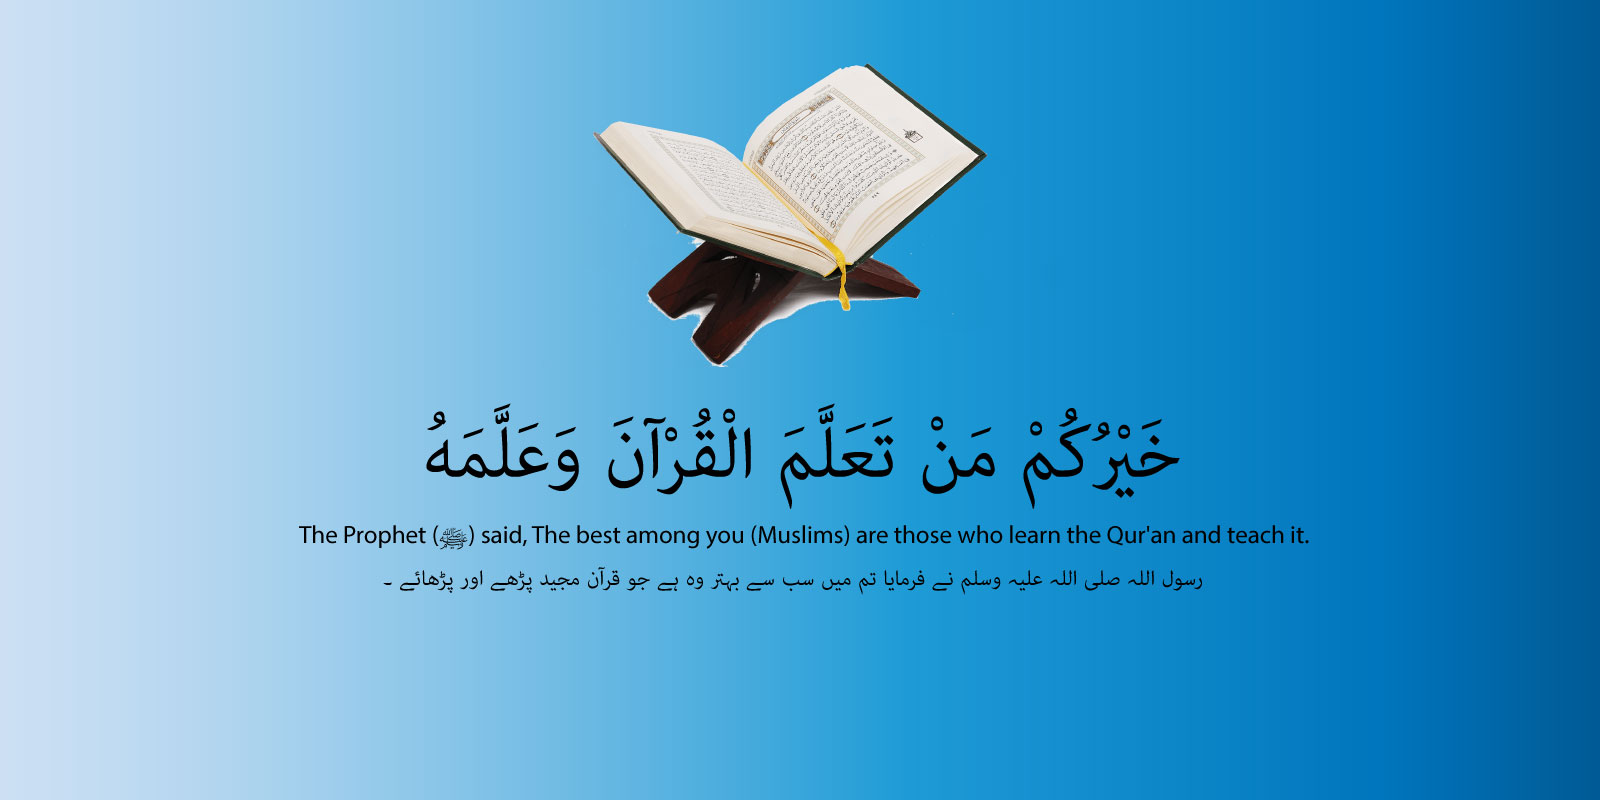 خَيْرُكُمْ مَنْ تَعَلَّمَ الْقُرْآنَ وَعَلَّمَهُ
The Prophet (ﷺ) said, The best among you (Muslims) are those who learn the Qur'an and teach it.
رسول اللہ صلی اللہ علیہ وسلم نے فرمایا تم میں سب سے بہتر وہ ہے جو قرآن مجید پڑھے اور پڑھائے ۔